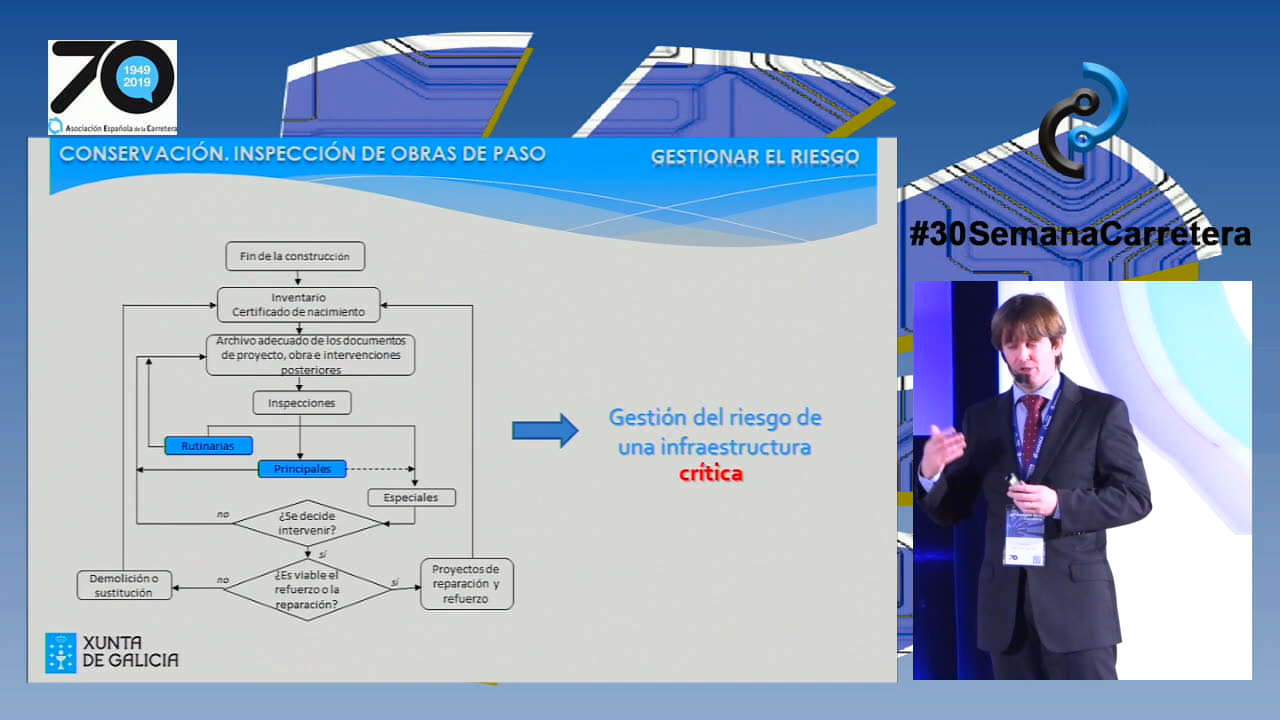 70
1949
2019
Asociación Española de la Carretera
CONSERVACIÓN. INSPECCIÓN DE OBRAS DE PASO
GESTIONAR EL RIESGO
#30SemanaCarretera
Fin de la construcción
Inventario
Certificado de nacimiento
Archivo adecuado de los documentos
de proyecto, obra e intervenciones
posteriores
Inspecciones
Rutinarias
Principales
Especiales
no
¿Se decide
intervenir?
sí
no
¿Es viable el
refuerzo o la
reparación?
sí
Demolición o
sustitución
Proyectos de
reparación y
refuerzo
Gestión del riesgo de
una infraestructura
crítica
XUNTA
DE GALICIA
70